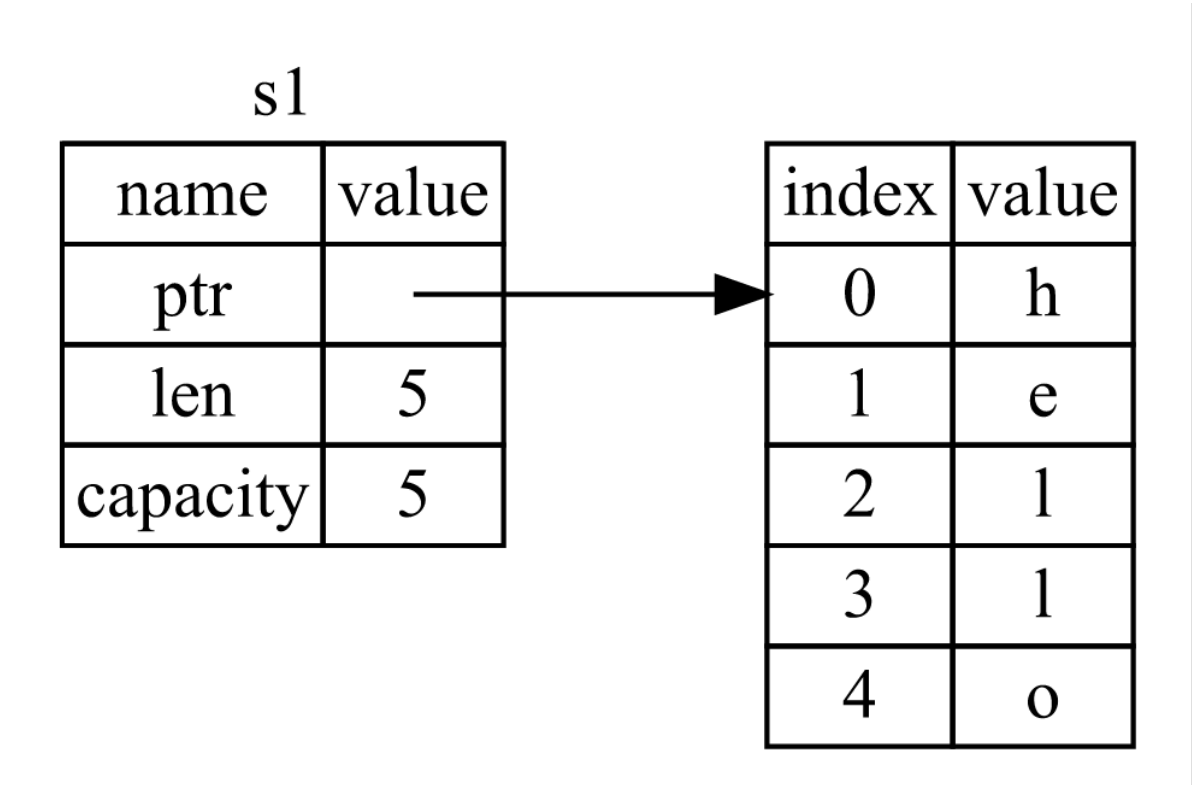 s1
name value
ptr
len 5
capacity 5
index value
0 h
1 e
2 l
3 l
4 o